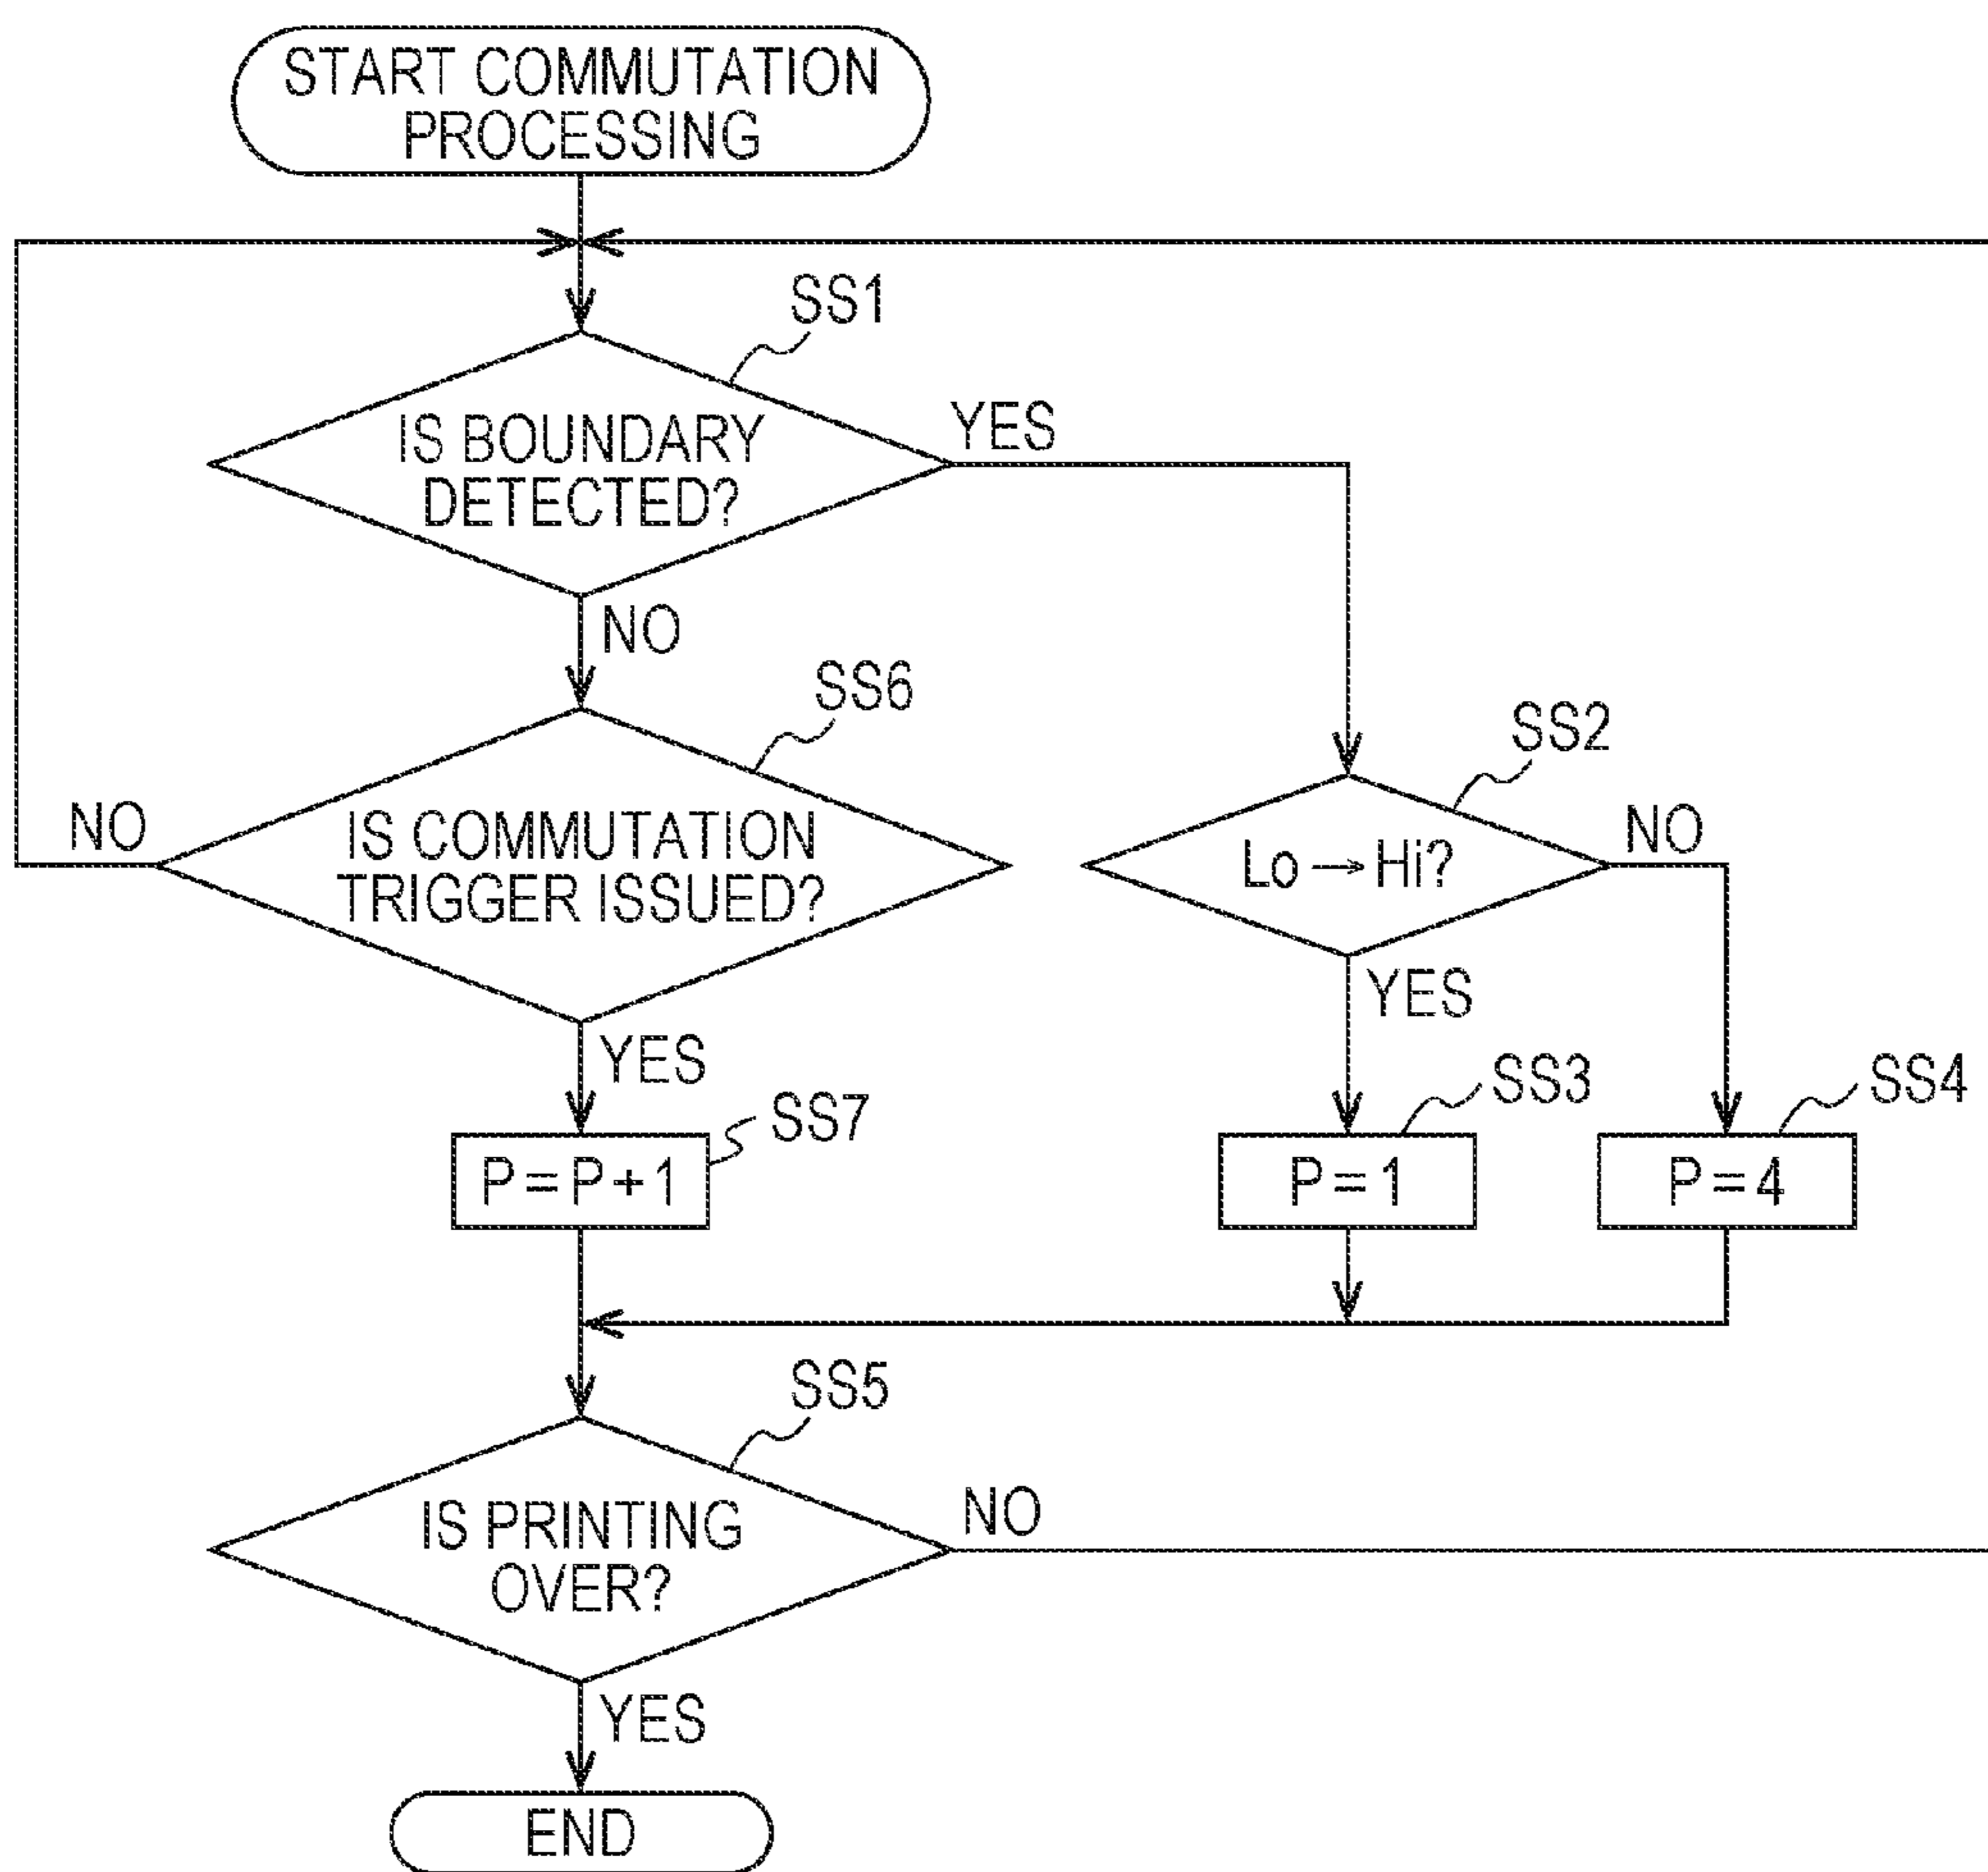 START COMMUTATION
PROCESSING
SS1
IS BOUNDARY
DETECTED?
YES
NO
SS6
SS2
NO
IS COMMUTATION
TRIGGER ISSUED?
Lo → Hi?
NO
YES
YES
SS7
SS3
SS4
P = P + 1
P = 1
P = 4
SS5
IS PRINTING
OVER?
NO
YES
END